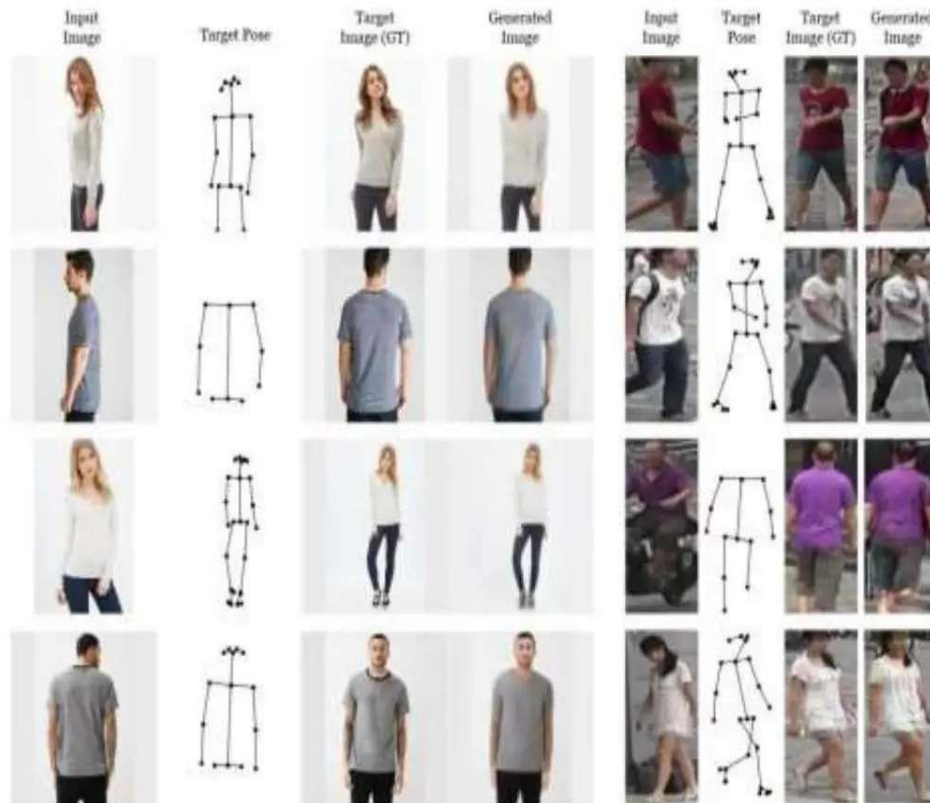 Input
Image
Target Pose
Target
Image (GT)
Generated
Image
Input
Image
Target
Pose
Target
Image (GT)
Generated
Image